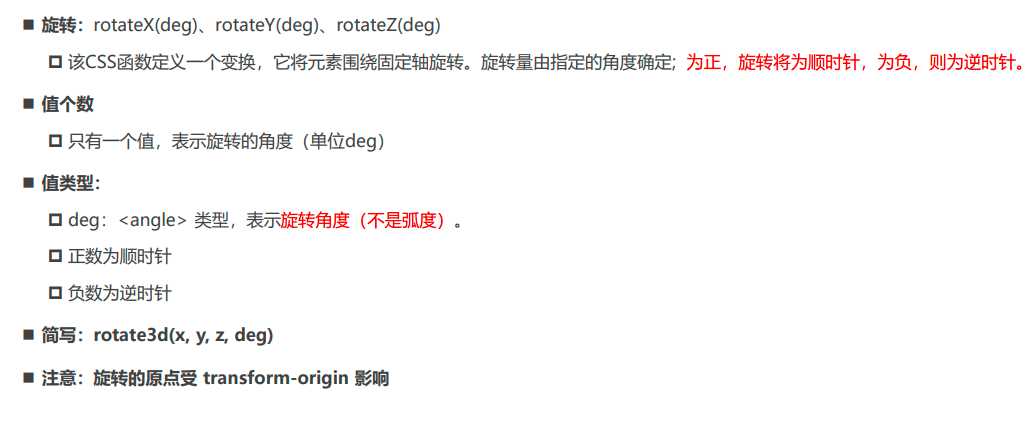 旋转：rotateX(deg)、rotateY(deg)、rotateZ(deg)
该CSS函数定义一个变换，它将元素围绕固定轴旋转。旋转量由指定的角度确定; 为正，旋转将为顺时针，为负，则为逆时针。
值个数
只有一个值，表示旋转的角度（单位deg）
值类型：
deg：<angle> 类型，表示旋转角度（不是弧度）。
正数为顺时针
负数为逆时针
简写：rotate3d(x, y, z, deg)
注意：旋转的原点受 transform-origin 影响